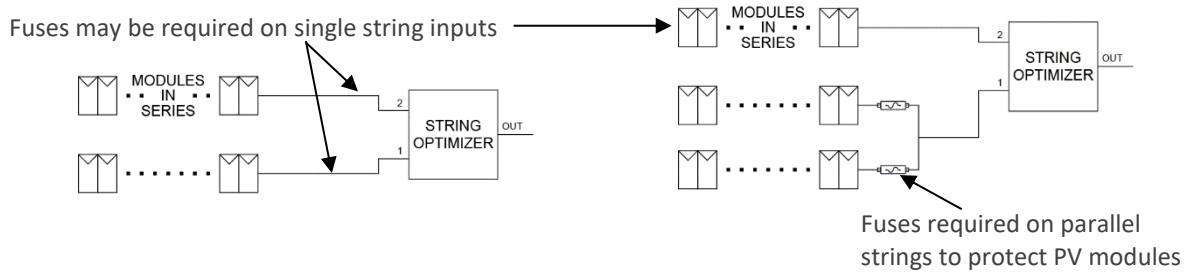 Fuses may be required on single string inputs
MODULES
IN
SERIES
2
1
STRING
OPTIMIZER
OUT
MODULES
IN
SERIES
2
1
STRING
OPTIMIZER
OUT
Fuses required on parallel
strings to protect PV modules